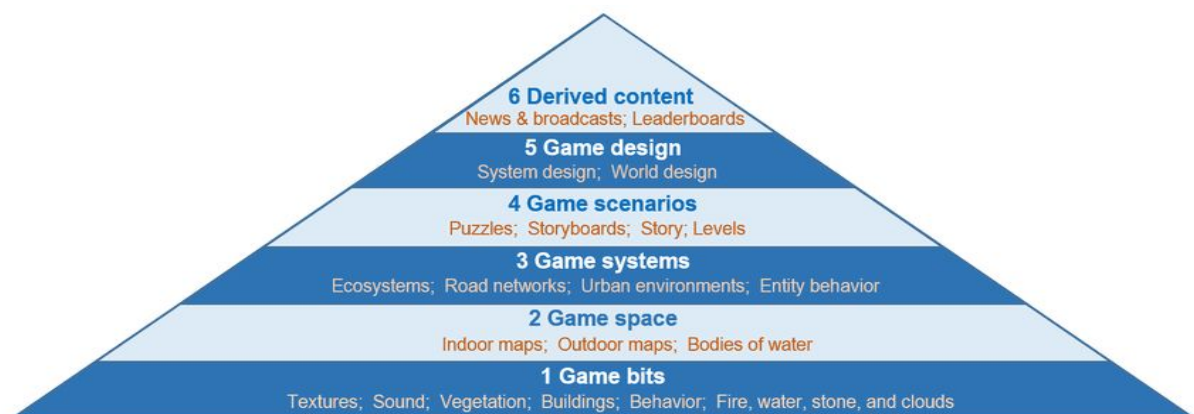 6 Derived content
News & broadcasts; Leaderboards
5 Game design
System design; World design
4 Game scenarios
Puzzles; Storyboards; Story; Levels
3 Game systems
Ecosystems; Road networks; Urban environments; Entity behavior
2 Game space
Indoor maps; Outdoor maps; Bodies of water
1 Game bits
Textures; Sound; Vegetation; Buildings; Behavior; Fire, water, stone, and clouds